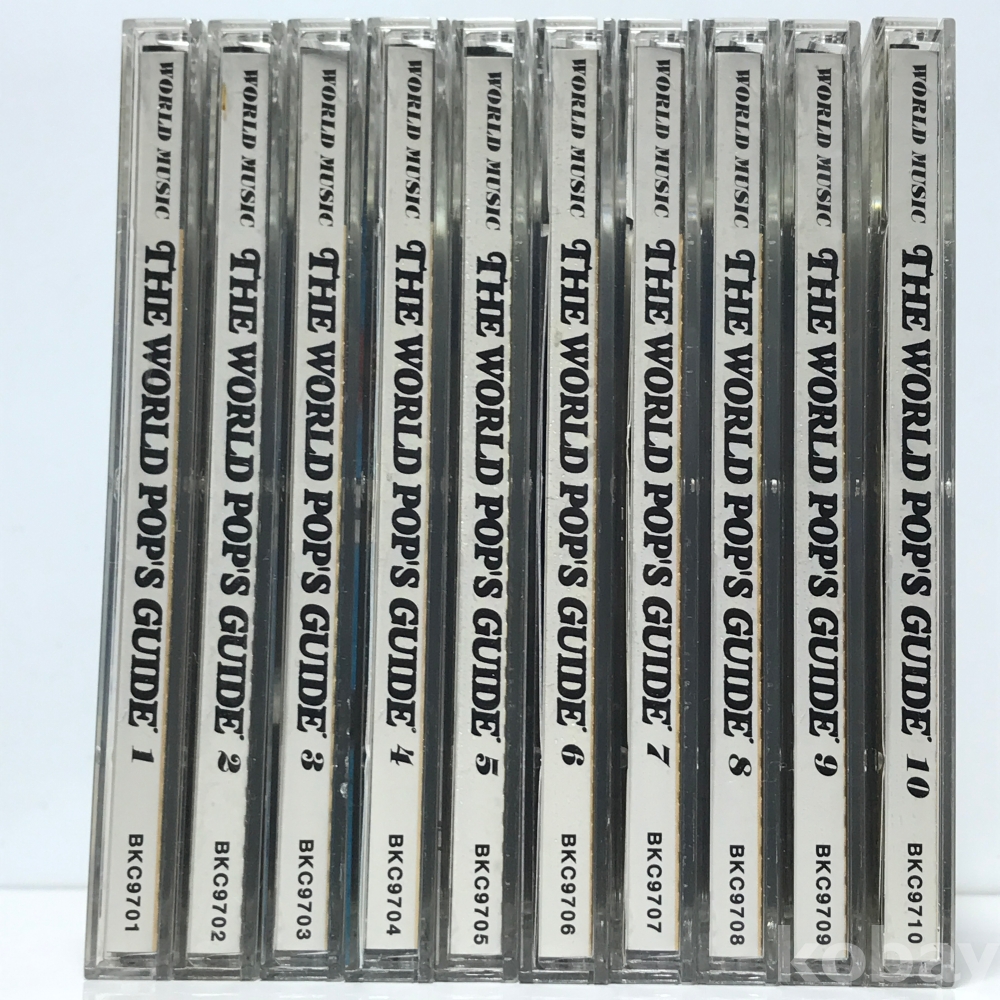 WORLD MUSIC THE WORLD POP'S GUIDE 1 BKC9701
WORLD MUSIC THE WORLD POP'S GUIDE 2 BKC9702
WORLD MUSIC THE WORLD POP'S GUIDE 3 BKC9703
WORLD MUSIC THE WORLD POP'S GUIDE 4 BKC9704
WORLD MUSIC THE WORLD POP'S GUIDE 5 BKC9705
WORLD MUSIC THE WORLD POP'S GUIDE 6 BKC9706
WORLD MUSIC THE WORLD POP'S GUIDE 7 BKC9707
WORLD MUSIC THE WORLD POP'S GUIDE 8 BKC9708
WORLD MUSIC THE WORLD POP'S GUIDE 9 BKC9709
WORLD MUSIC THE WORLD POP'S GUIDE 10 BKC9710
kobay